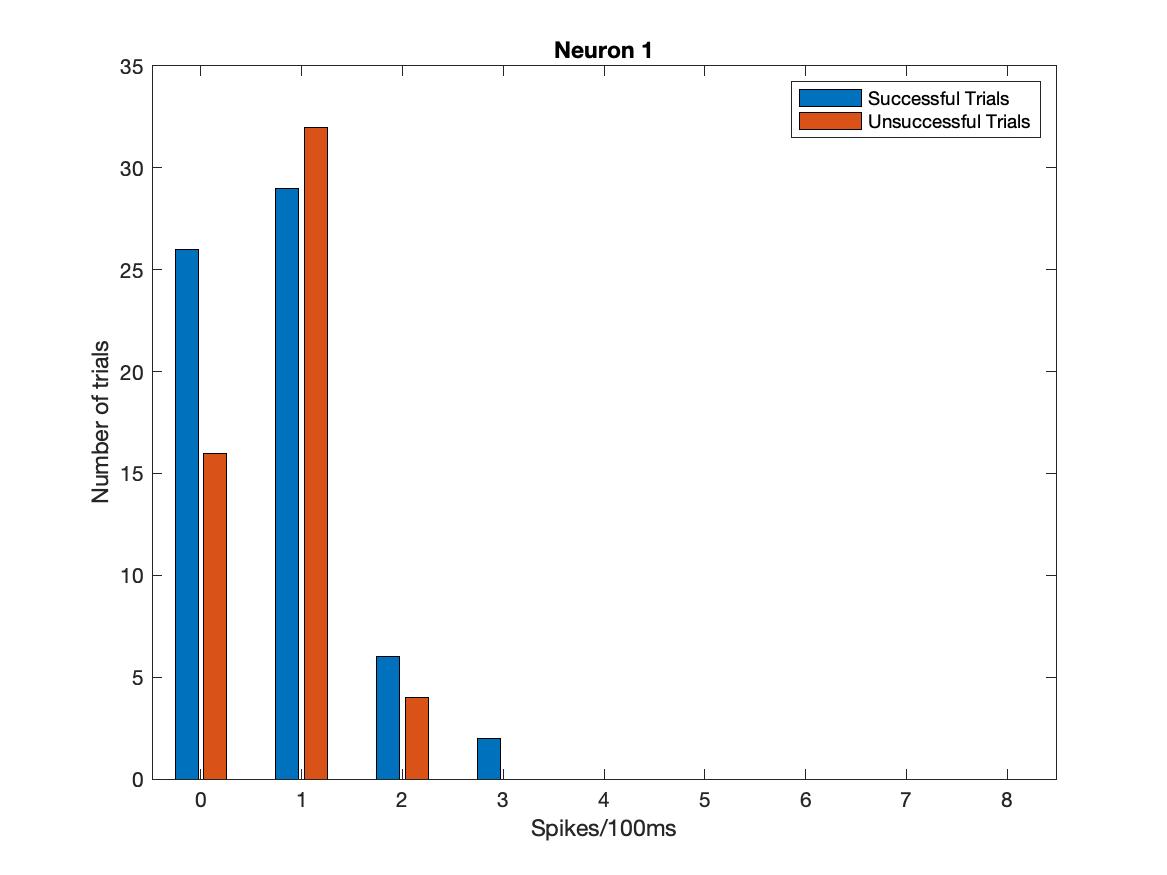 Neuron 1
35
30
25
20
15
10
5
0
Number of trials
Successful Trials
Unsuccessful Trials
0 1 2 3 4 5 6 7 8
Spikes/100ms